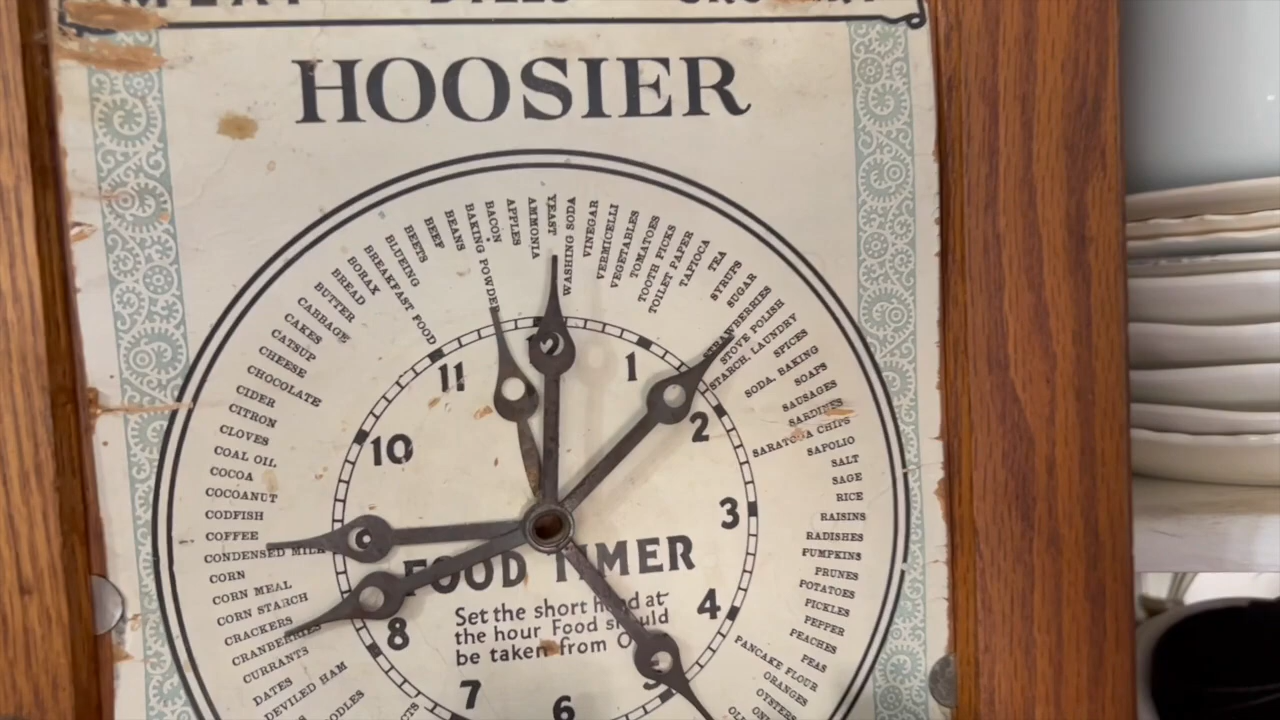 HOOSIER
YEAST
WASHING SODA
VINEGAR
VERMICELLI
VEGETABLES
TOMATOES
TOOTH PICKS
TOILET PAPER
TAPIOCA
TEA
SYRUPS
SUGAR
STRAWBERRIES
STOVE POLISH
STARCH, LAUNDRY
SPICES
SODA, BAKING
SOAPS
SAUSAGES
SARDINES
SARATOGA CHIPS
SAPOLIO
SALT
SAGE
RICE
RAISINS
RADISHES
PUMPKINS
PRUNES
POTATOES
PICKLES
PEPPER
PEACHES
PEAS
PANCAKE FLOUR
ORANGES
OYSTERS
DEVILED HAM
DATES
CURRANTS
CRANBERRIES
CRACKERS
CORN STARCH
CORN MEAL
CORN
CONDENSED MILK
COFFEE
CODFISH
COCOANUT
COCOA
COAL OIL
CLOVES
CITRON
CIDER
CHOCOLATE
CHEESE
CATSUP
CAKES
CABBAGE
BUTTER
BREAD
BORAX
BREAKFAST FOOD
BLUEING
BEETS
BEEF
BEANS
BAKING POWDER
BACON
APPLES
AMMONIA
12
1
2
3
4
5
6
7
8
9
10
11
FOOD TIMER
Set the short hand at
the hour Food should
be taken from